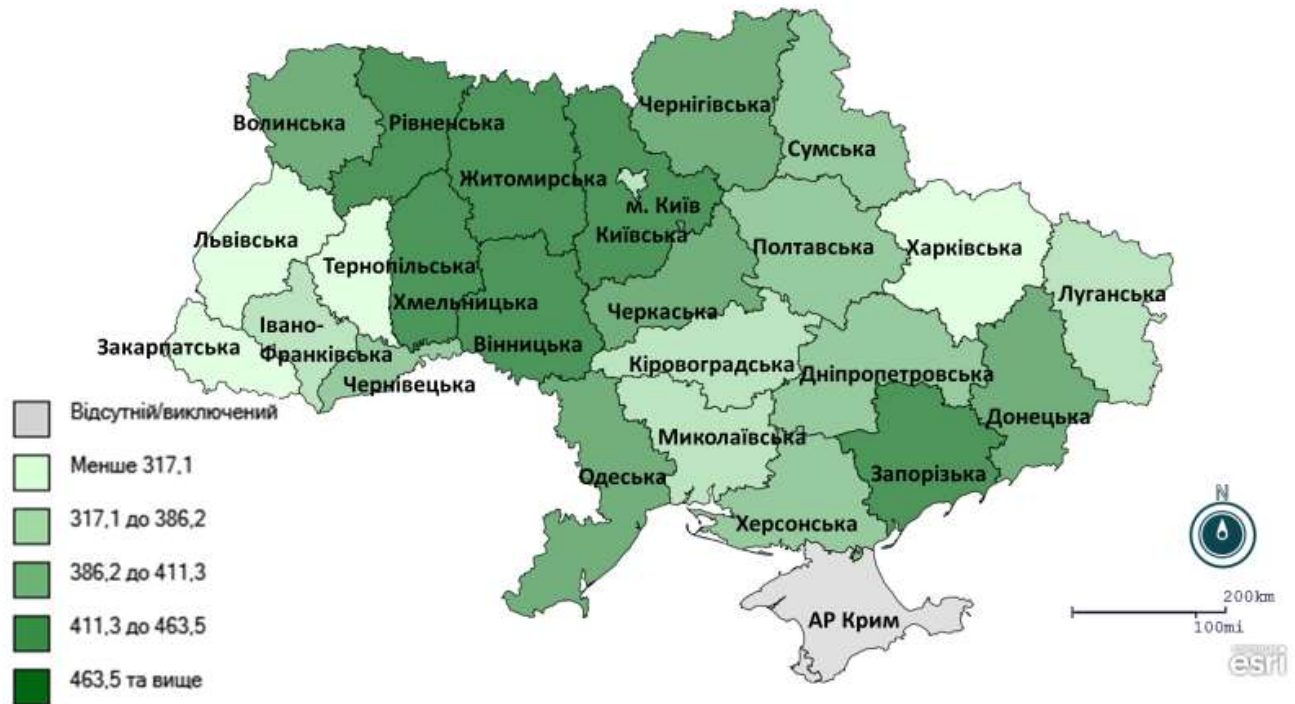 Чернігівська
Волинська
Рівненська
Сумська
Житомирська
м. Київ
Київська
Львівська
Полтавська
Харківська
Тернопільська
Хмельницька
Луганська
Черкаська
Івано-
Франківська
Закарпатська
Вінницька
Кіровоградська
Дніпропетровська
Чернівецька
Донецька
Миколаївська
Одеська
Запорізька
Херсонська
АР Крим
Відсутній/виключений
Менше 317,1
317,1 до 386,2
386,2 до 411,3
411,3 до 463,5
463,5 та вище
N
200km
100mi
esri